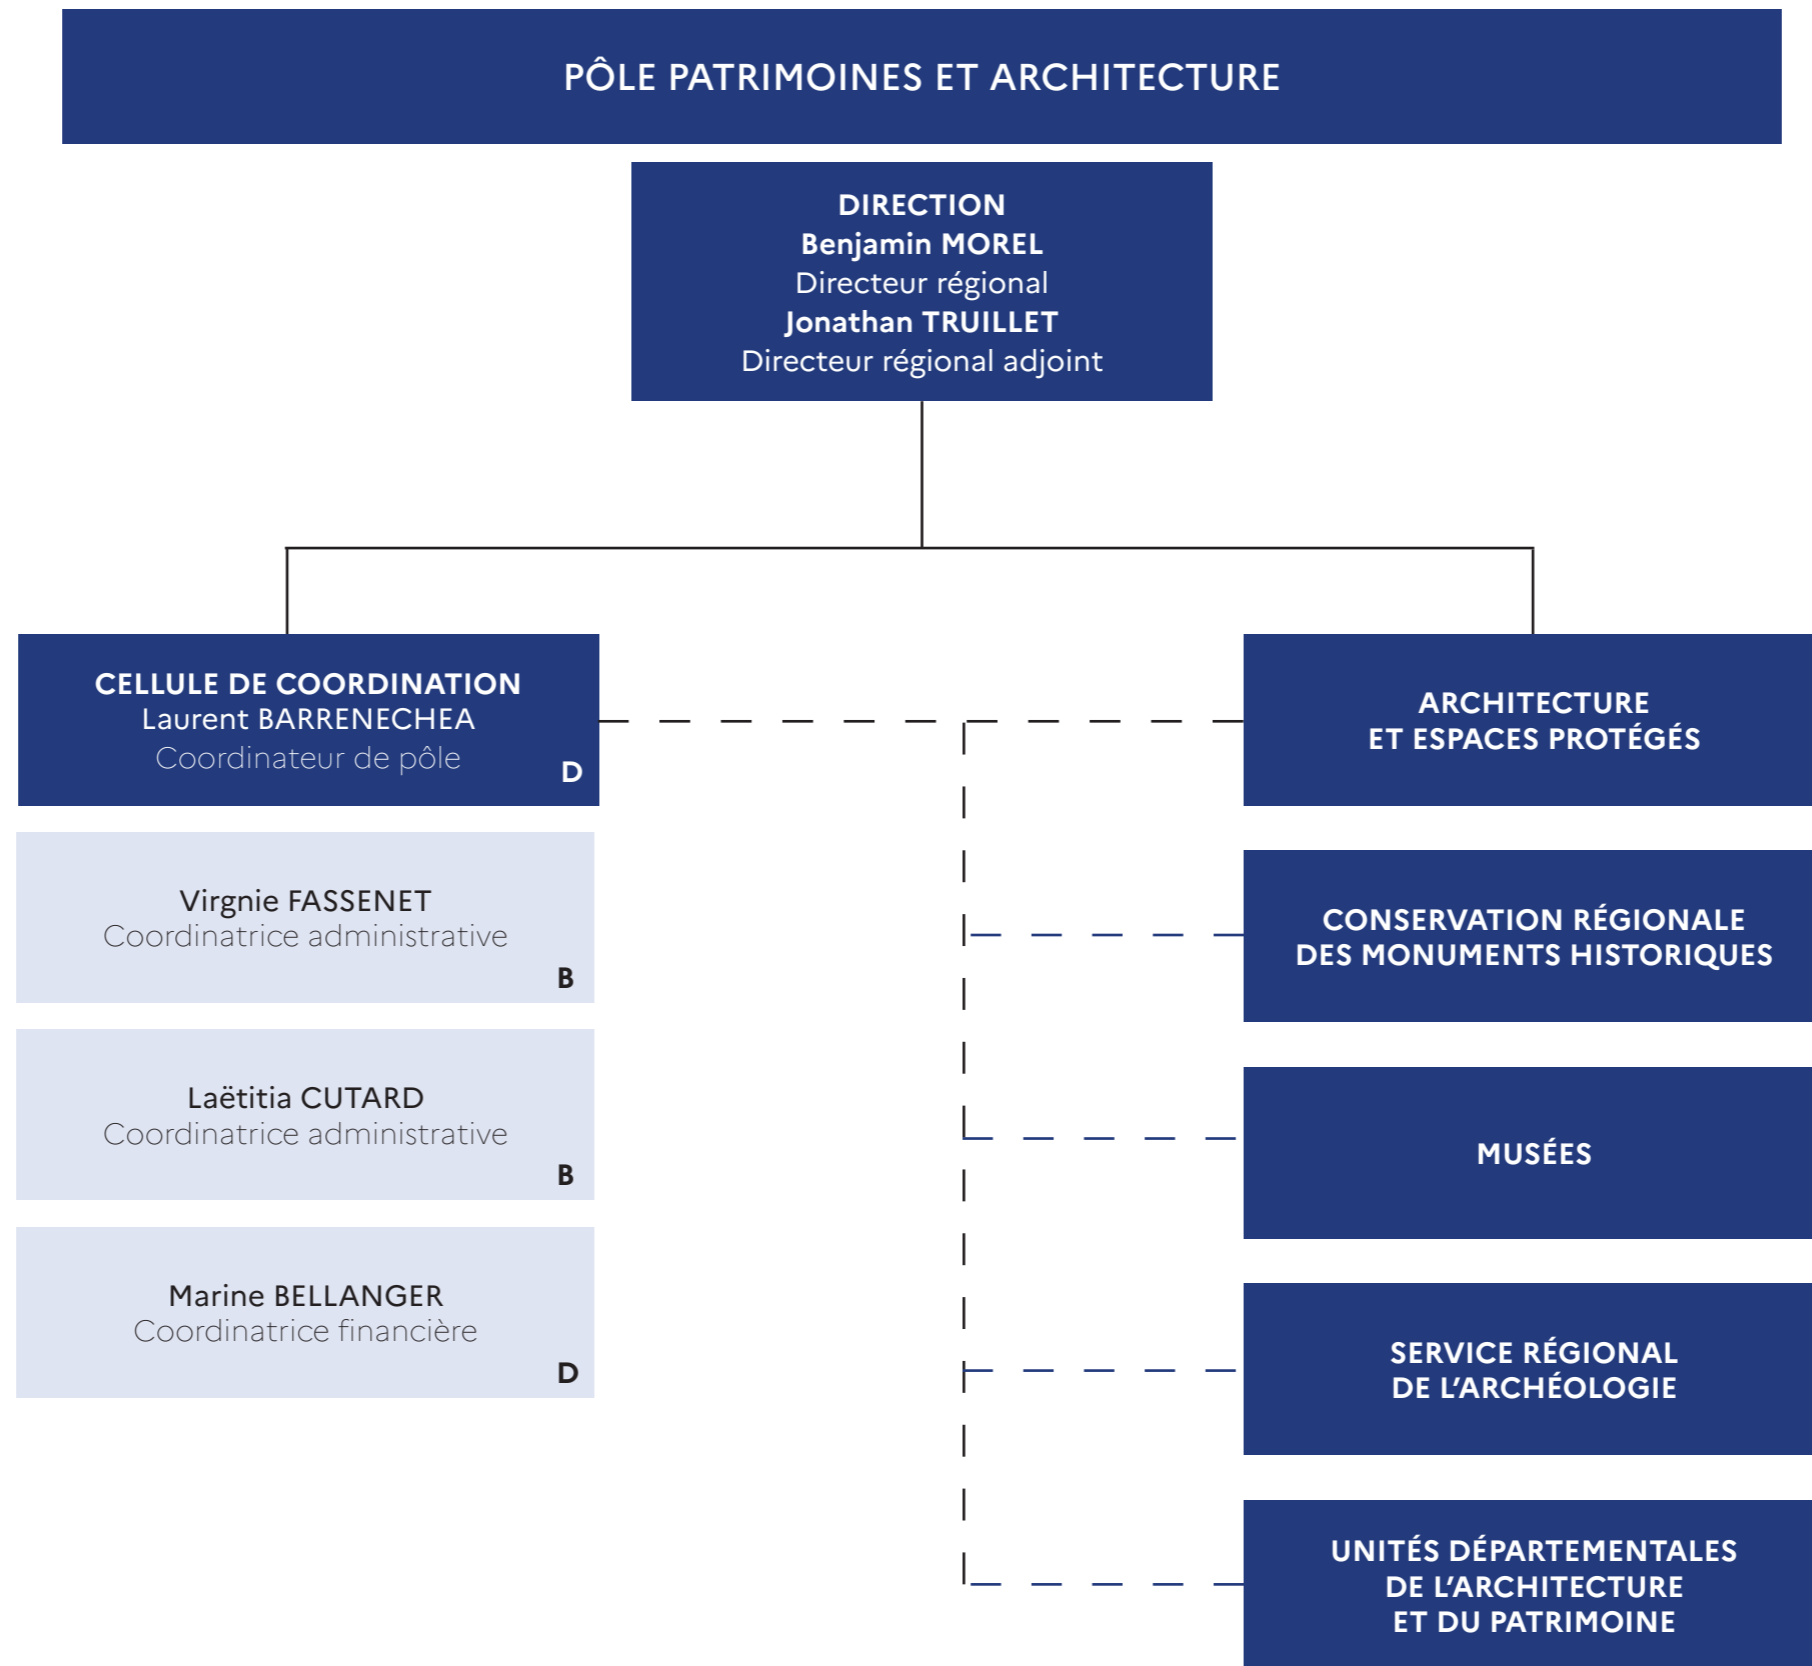 PÔLE PATRIMOINES ET ARCHITECTURE
DIRECTION
Benjamin MOREL
Directeur régional
Jonathan TRUILLET
Directeur régional adjoint
CELLULE DE COORDINATION
Laurent BARRENECHEA
Coordinateur de pôle
D
Virgnie FASSENET
Coordinatrice administrative
B
Laëtitia CUTARD
Coordinatrice administrative
B
Marine BELLANGER
Coordinatrice financière
D
ARCHITECTURE
ET ESPACES PROTÉGÉS
CONSERVATION RÉGIONALE
DES MONUMENTS HISTORIQUES
MUSÉES
SERVICE RÉGIONAL
DE L’ARCHÉOLOGIE
UNITÉS DÉPARTEMENTALES
DE L’ARCHITECTURE
ET DU PATRIMOINE